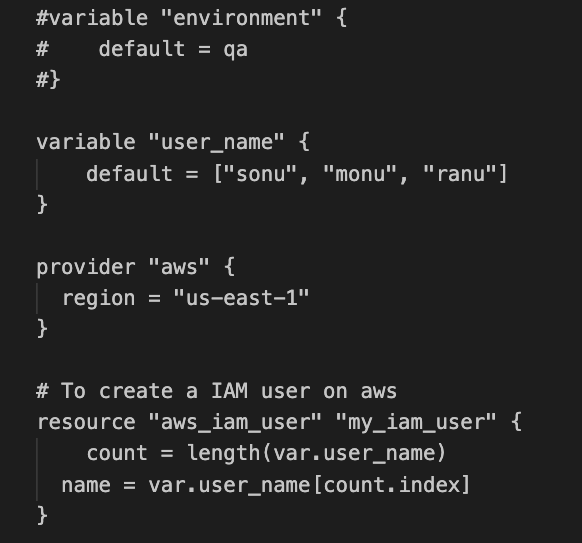 #variable "environment" {
#    default = qa
#}
variable "user_name" {
    default = ["sonu", "monu", "ranu"]
}
provider "aws" {
  region = "us-east-1"
}
# To create a IAM user on aws
resource "aws_iam_user" "my_iam_user" {
    count = length(var.user_name)
  name = var.user_name[count.index]
}